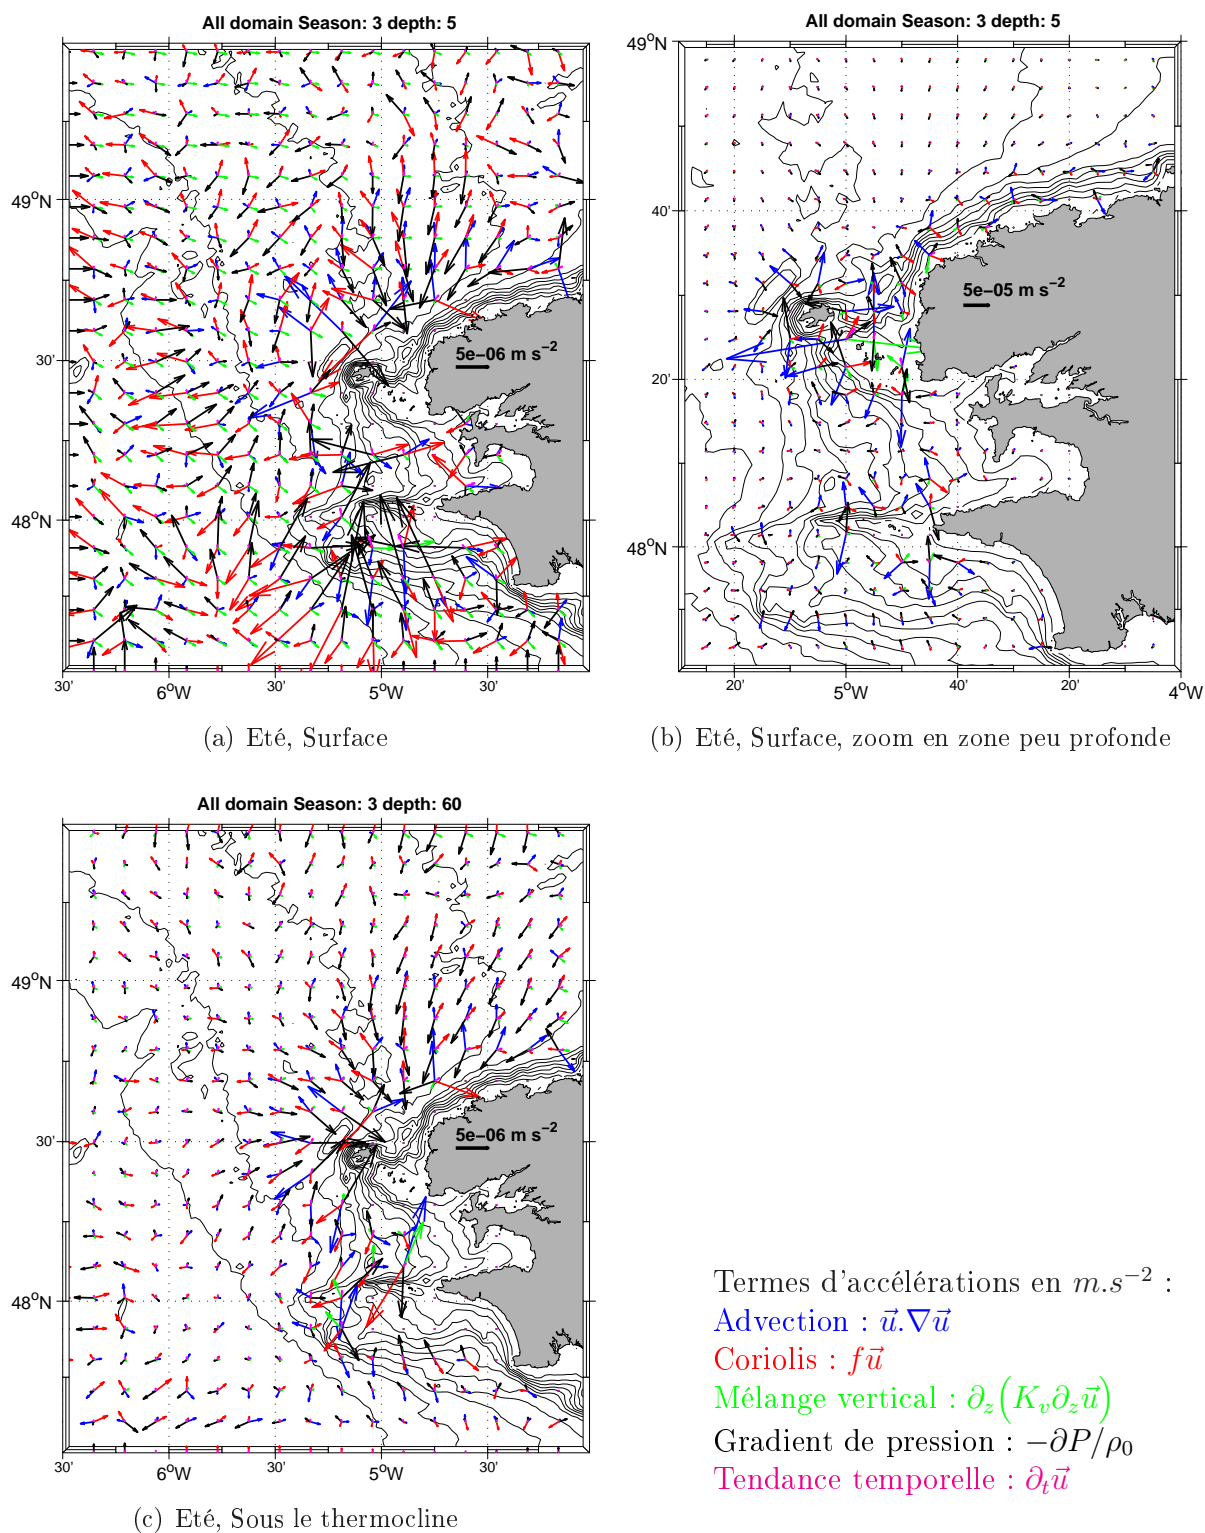 All domain Season: 3 depth: 5
49°N
30'
48°N
5e−06 m s−2
30'
6°W
30'
5°W
30'
(a) Eté, Surface
All domain Season: 3 depth: 5
49°N
40'
20'
48°N
5e−05 m s−2
20'
5°W
40'
20'
4°W
(b) Eté, Surface, zoom en zone peu profonde
All domain Season: 3 depth: 60
49°N
30'
48°N
5e−06 m s−2
30'
6°W
30'
5°W
30'
(c) Eté, Sous le thermocline
Termes d'accélérations en m.s−2 :
Advection : u⃗.∇u⃗
Coriolis : fu⃗
Mélange vertical : ∂z(Kv∂zu⃗)
Gradient de pression : −∂P/ρ0
Tendance temporelle : ∂tu⃗